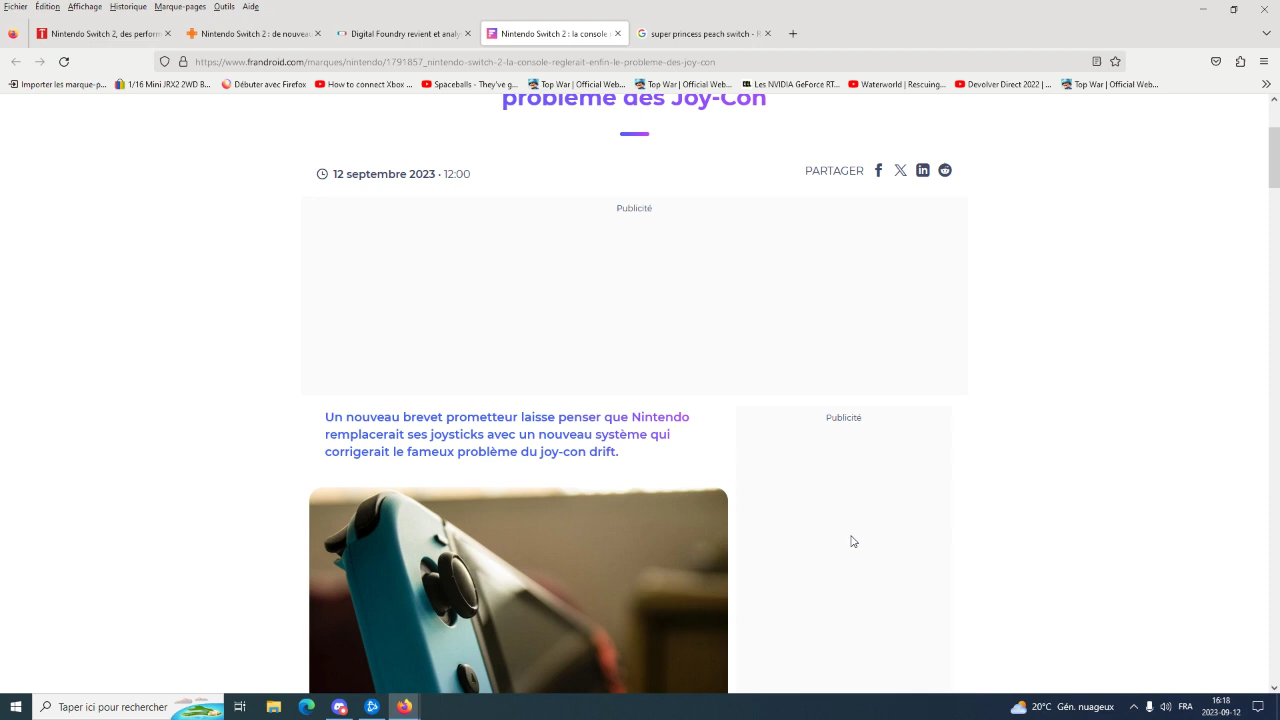 Fichier Édition Affichage Historique Marque-pages Outils Aide
Nintendo Switch 2, des perform
Nintendo Switch 2 : de nouveau
Digital Foundry revient et analy
Nintendo Switch 2 : la console
super princess peach switch - R
https://www.frandroid.com/marques/nintendo/1791857_nintendo-switch-2-la-console-reglerait-enfin-le-probleme-des-joy-con
Importer les marque-p...
1/16 Mini JRX2 2WD B...
Débuter avec Firefox
How to connect Xbox ...
Spaceballs - They've g...
Top War | Official Web...
Top War | Official Web...
Les NVIDIA GeForce RT...
Waterworld | Rescuing...
Devolver Direct 2022 | ...
Top War | Official Web...
problème des Joy-Con
12 septembre 2023 • 12:00
PARTAGER
Publicité
Un nouveau brevet prometteur laisse penser que Nintendo
remplacerait ses joysticks avec un nouveau système qui
corrigerait le fameux problème du joy-con drift.
Publicité
Taper ici pour rechercher
20°C Gén. nuageux
FRA
16:18
2023-09-12